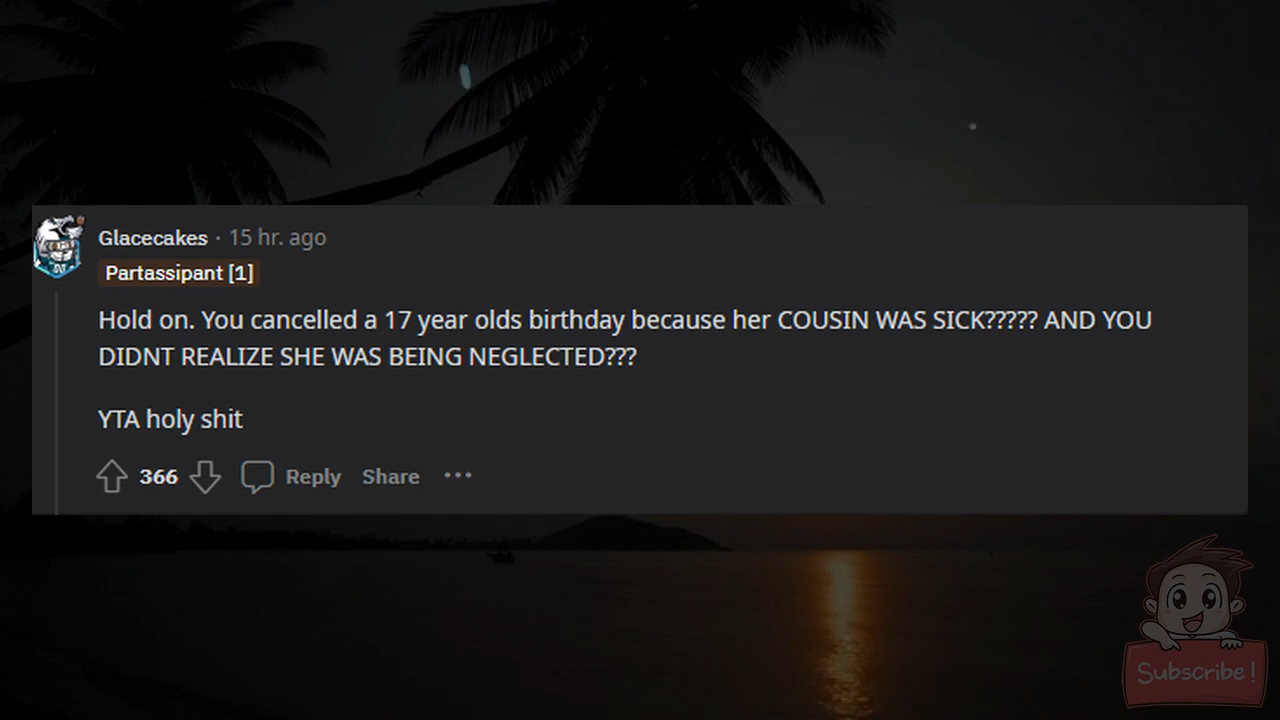 Glacecakes · 15 hr. ago
Partassipant [1]
Hold on. You cancelled a 17 year olds birthday because her COUSIN WAS SICK????? AND YOU
DIDNT REALIZE SHE WAS BEING NEGLECTED???
YTA holy shit
366 Reply Share ···
Subscribe!